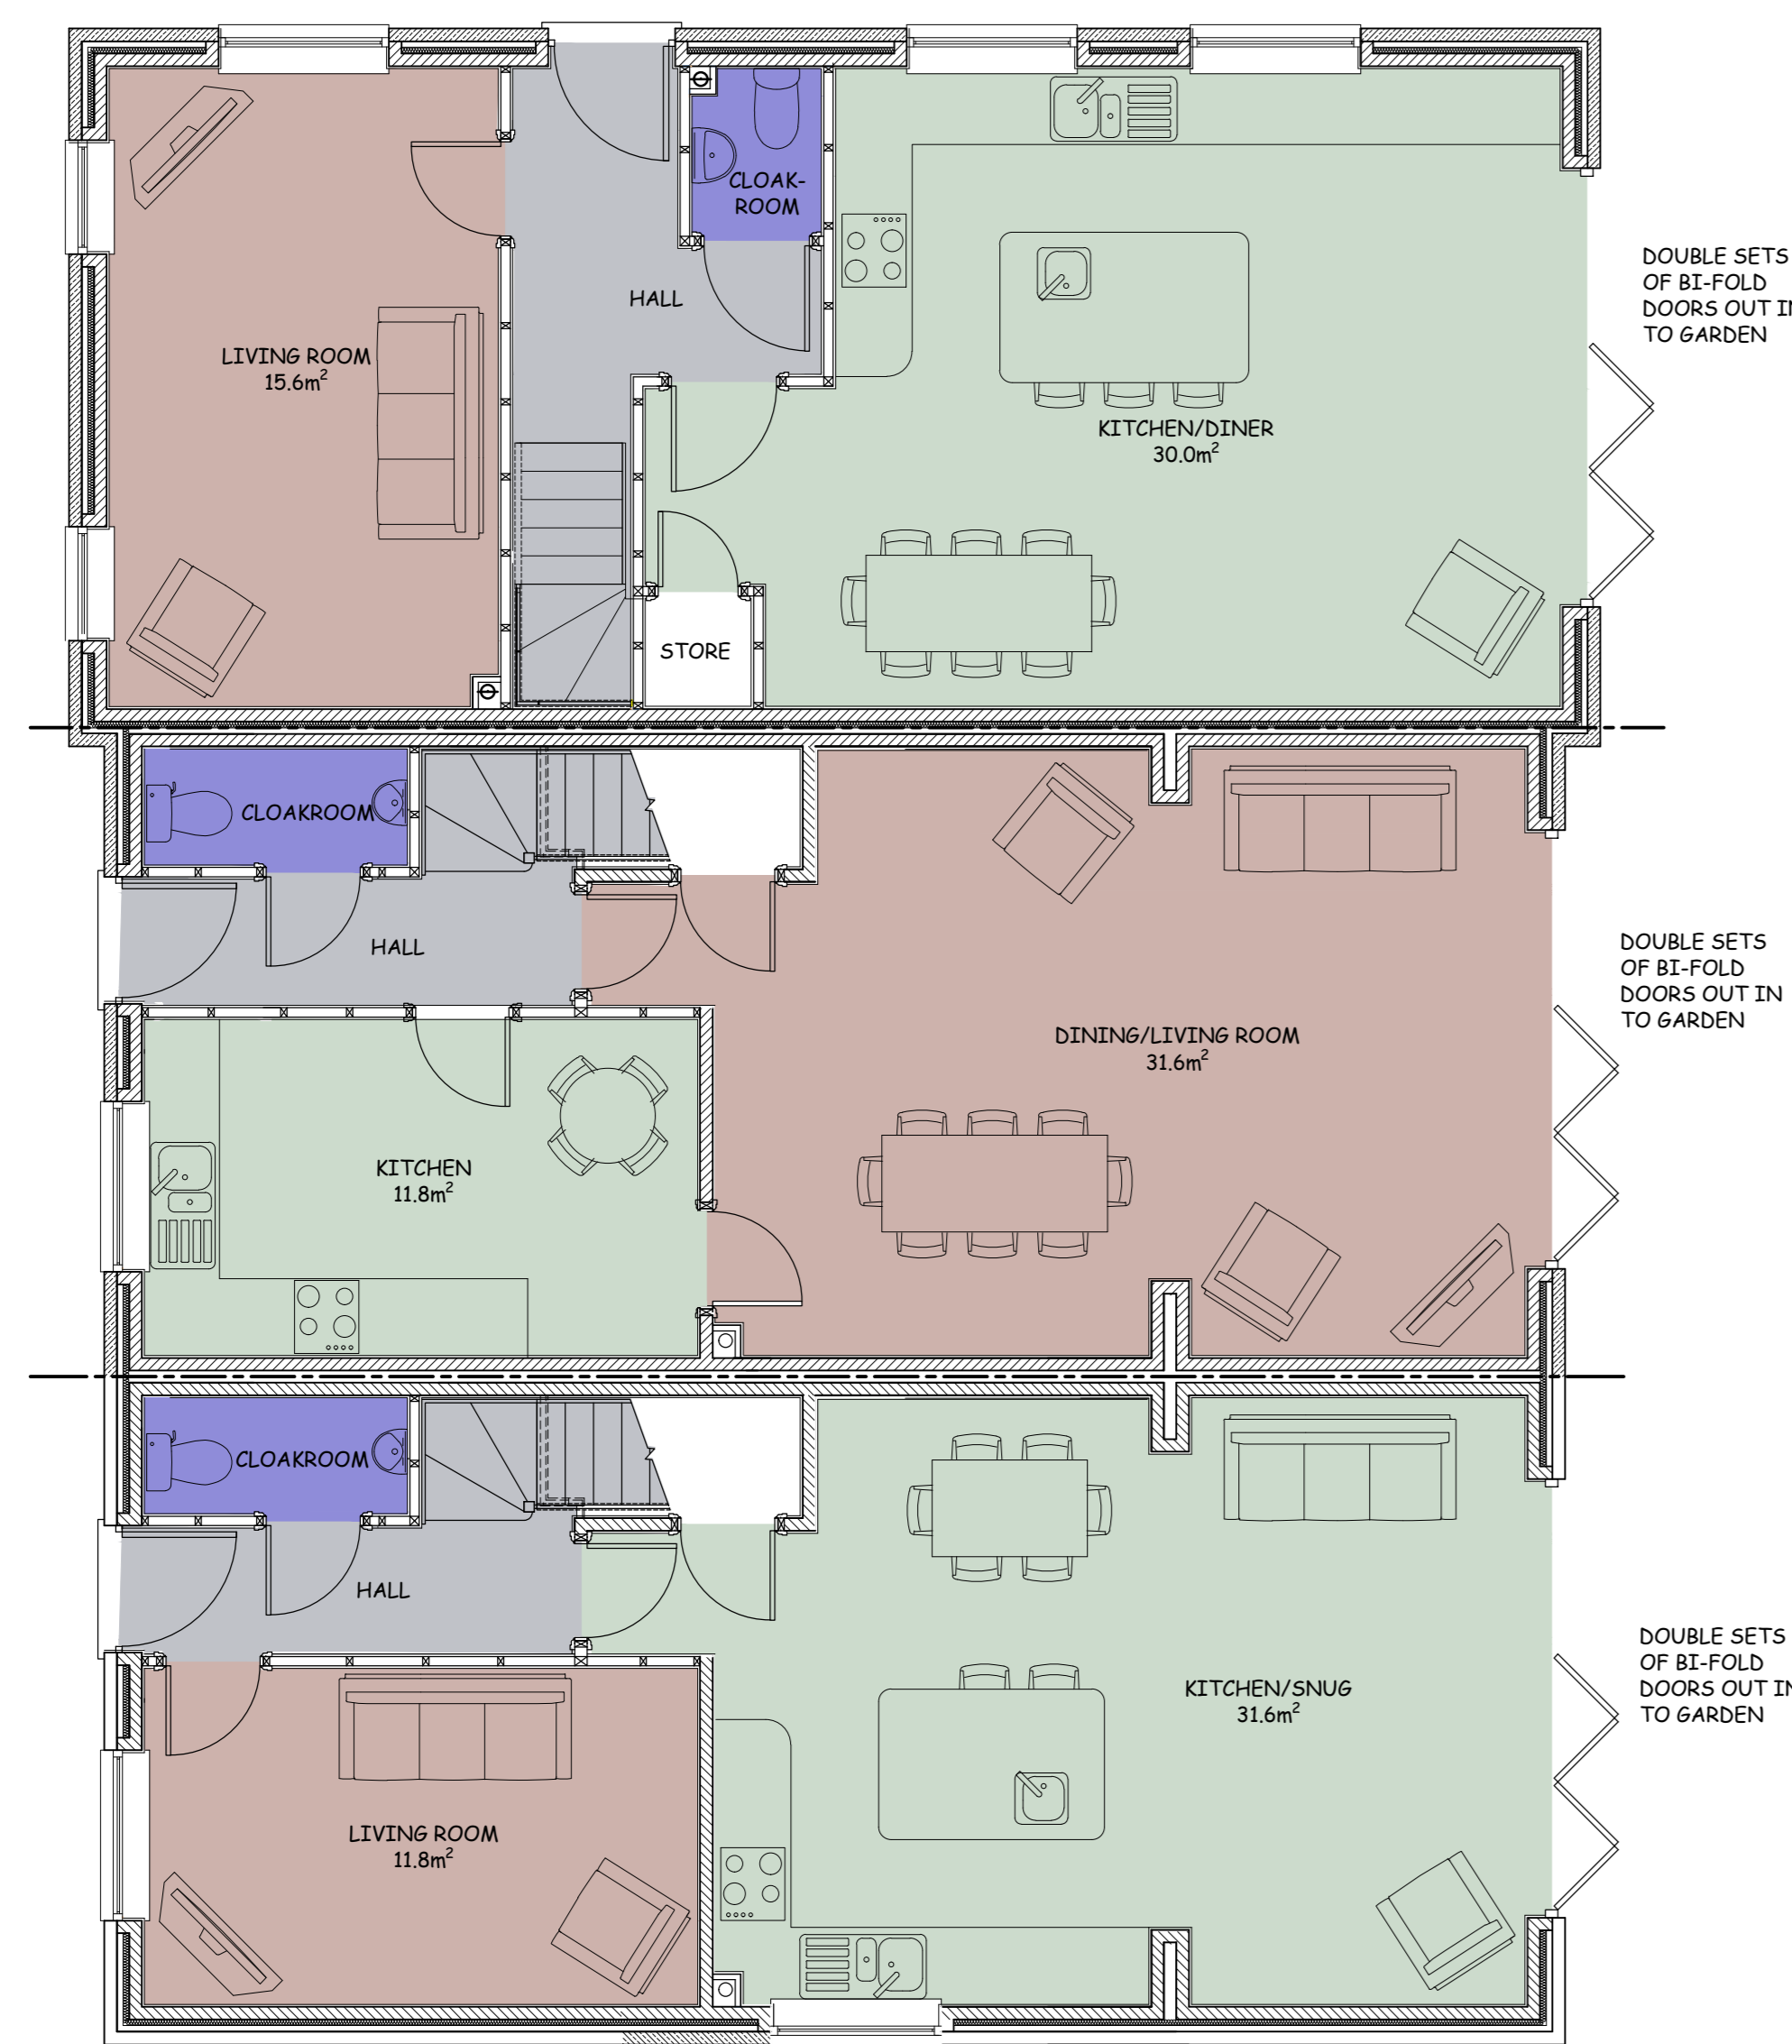 CLOAK-
ROOM
DOUBLE SETS
OF BI-FOLD
DOORS OUT IN
TO GARDEN
HALL
LIVING ROOM
15.6m²
KITCHEN/DINER
30.0m²
STORE
CLOAKROOM
HALL
DOUBLE SETS
OF BI-FOLD
DOORS OUT IN
TO GARDEN
DINING/LIVING ROOM
31.6m²
KITCHEN
11.8m²
CLOAKROOM
HALL
DOUBLE SETS
OF BI-FOLD
DOORS OUT IN
TO GARDEN
KITCHEN/SNUG
31.6m²
LIVING ROOM
11.8m²